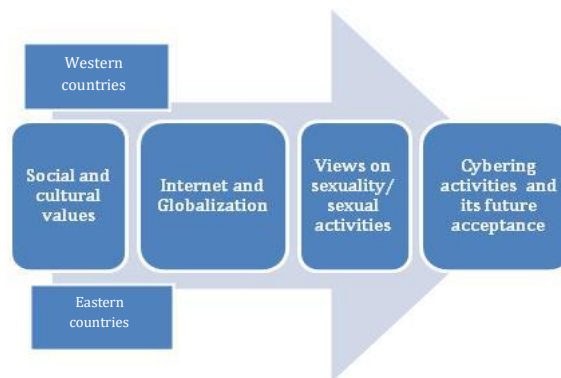 Western
countries
Social and
cultural
values
Internet and
Globalization
Views on
sexuality/
sexual
activities
Cybering
activities and
its future
acceptance
Eastern
countries